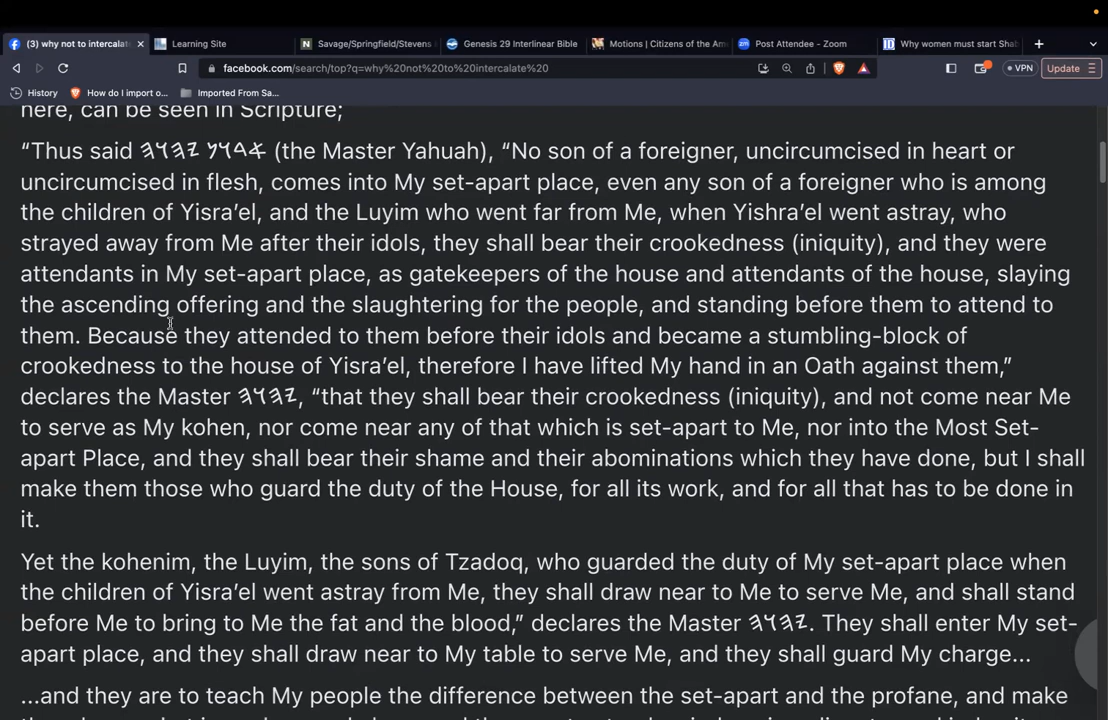 (3) why not to intercalat
Learning Site
Savage/Springfield/Stevens
Genesis 29 Interlinear Bible
Motions | Citizens of the Am
Post Attendee - Zoom
Why women must start Shab
facebook.com/search/top?q=why%20not%20to%20intercalate%20
VPN
Update
History
How do I import o...
Imported From Sa...
here, can be seen in Scripture;
“Thus said 𐤉𐤄𐤅𐤄 𐤀𐤃𐤍𐤉 (the Master Yahuah), “No son of a foreigner, uncircumcised in heart or
uncircumcised in flesh, comes into My set-apart place, even any son of a foreigner who is among
the children of Yisra’el, and the Luyim who went far from Me, when Yishra’el went astray, who
strayed away from Me after their idols, they shall bear their crookedness (iniquity), and they were
attendants in My set-apart place, as gatekeepers of the house and attendants of the house, slaying
the ascending offering and the slaughtering for the people, and standing before them to attend to
them. Because they attended to them before their idols and became a stumbling-block of
crookedness to the house of Yisra’el, therefore I have lifted My hand in an Oath against them,”
declares the Master 𐤉𐤄𐤅𐤄, “that they shall bear their crookedness (iniquity), and not come near Me
to serve as My kohen, nor come near any of that which is set-apart to Me, nor into the Most Set-
apart Place, and they shall bear their shame and their abominations which they have done, but I shall
make them those who guard the duty of the House, for all its work, and for all that has to be done in
it.
Yet the kohenim, the Luyim, the sons of Tzadoq, who guarded the duty of My set-apart place when
the children of Yisra’el went astray from Me, they shall draw near to Me to serve Me, and shall stand
before Me to bring to Me the fat and the blood,” declares the Master 𐤉𐤄𐤅𐤄. They shall enter My set-
apart place, and they shall draw near to My table to serve Me, and they shall guard My charge...
...and they are to teach My people the difference between the set-apart and the profane, and make